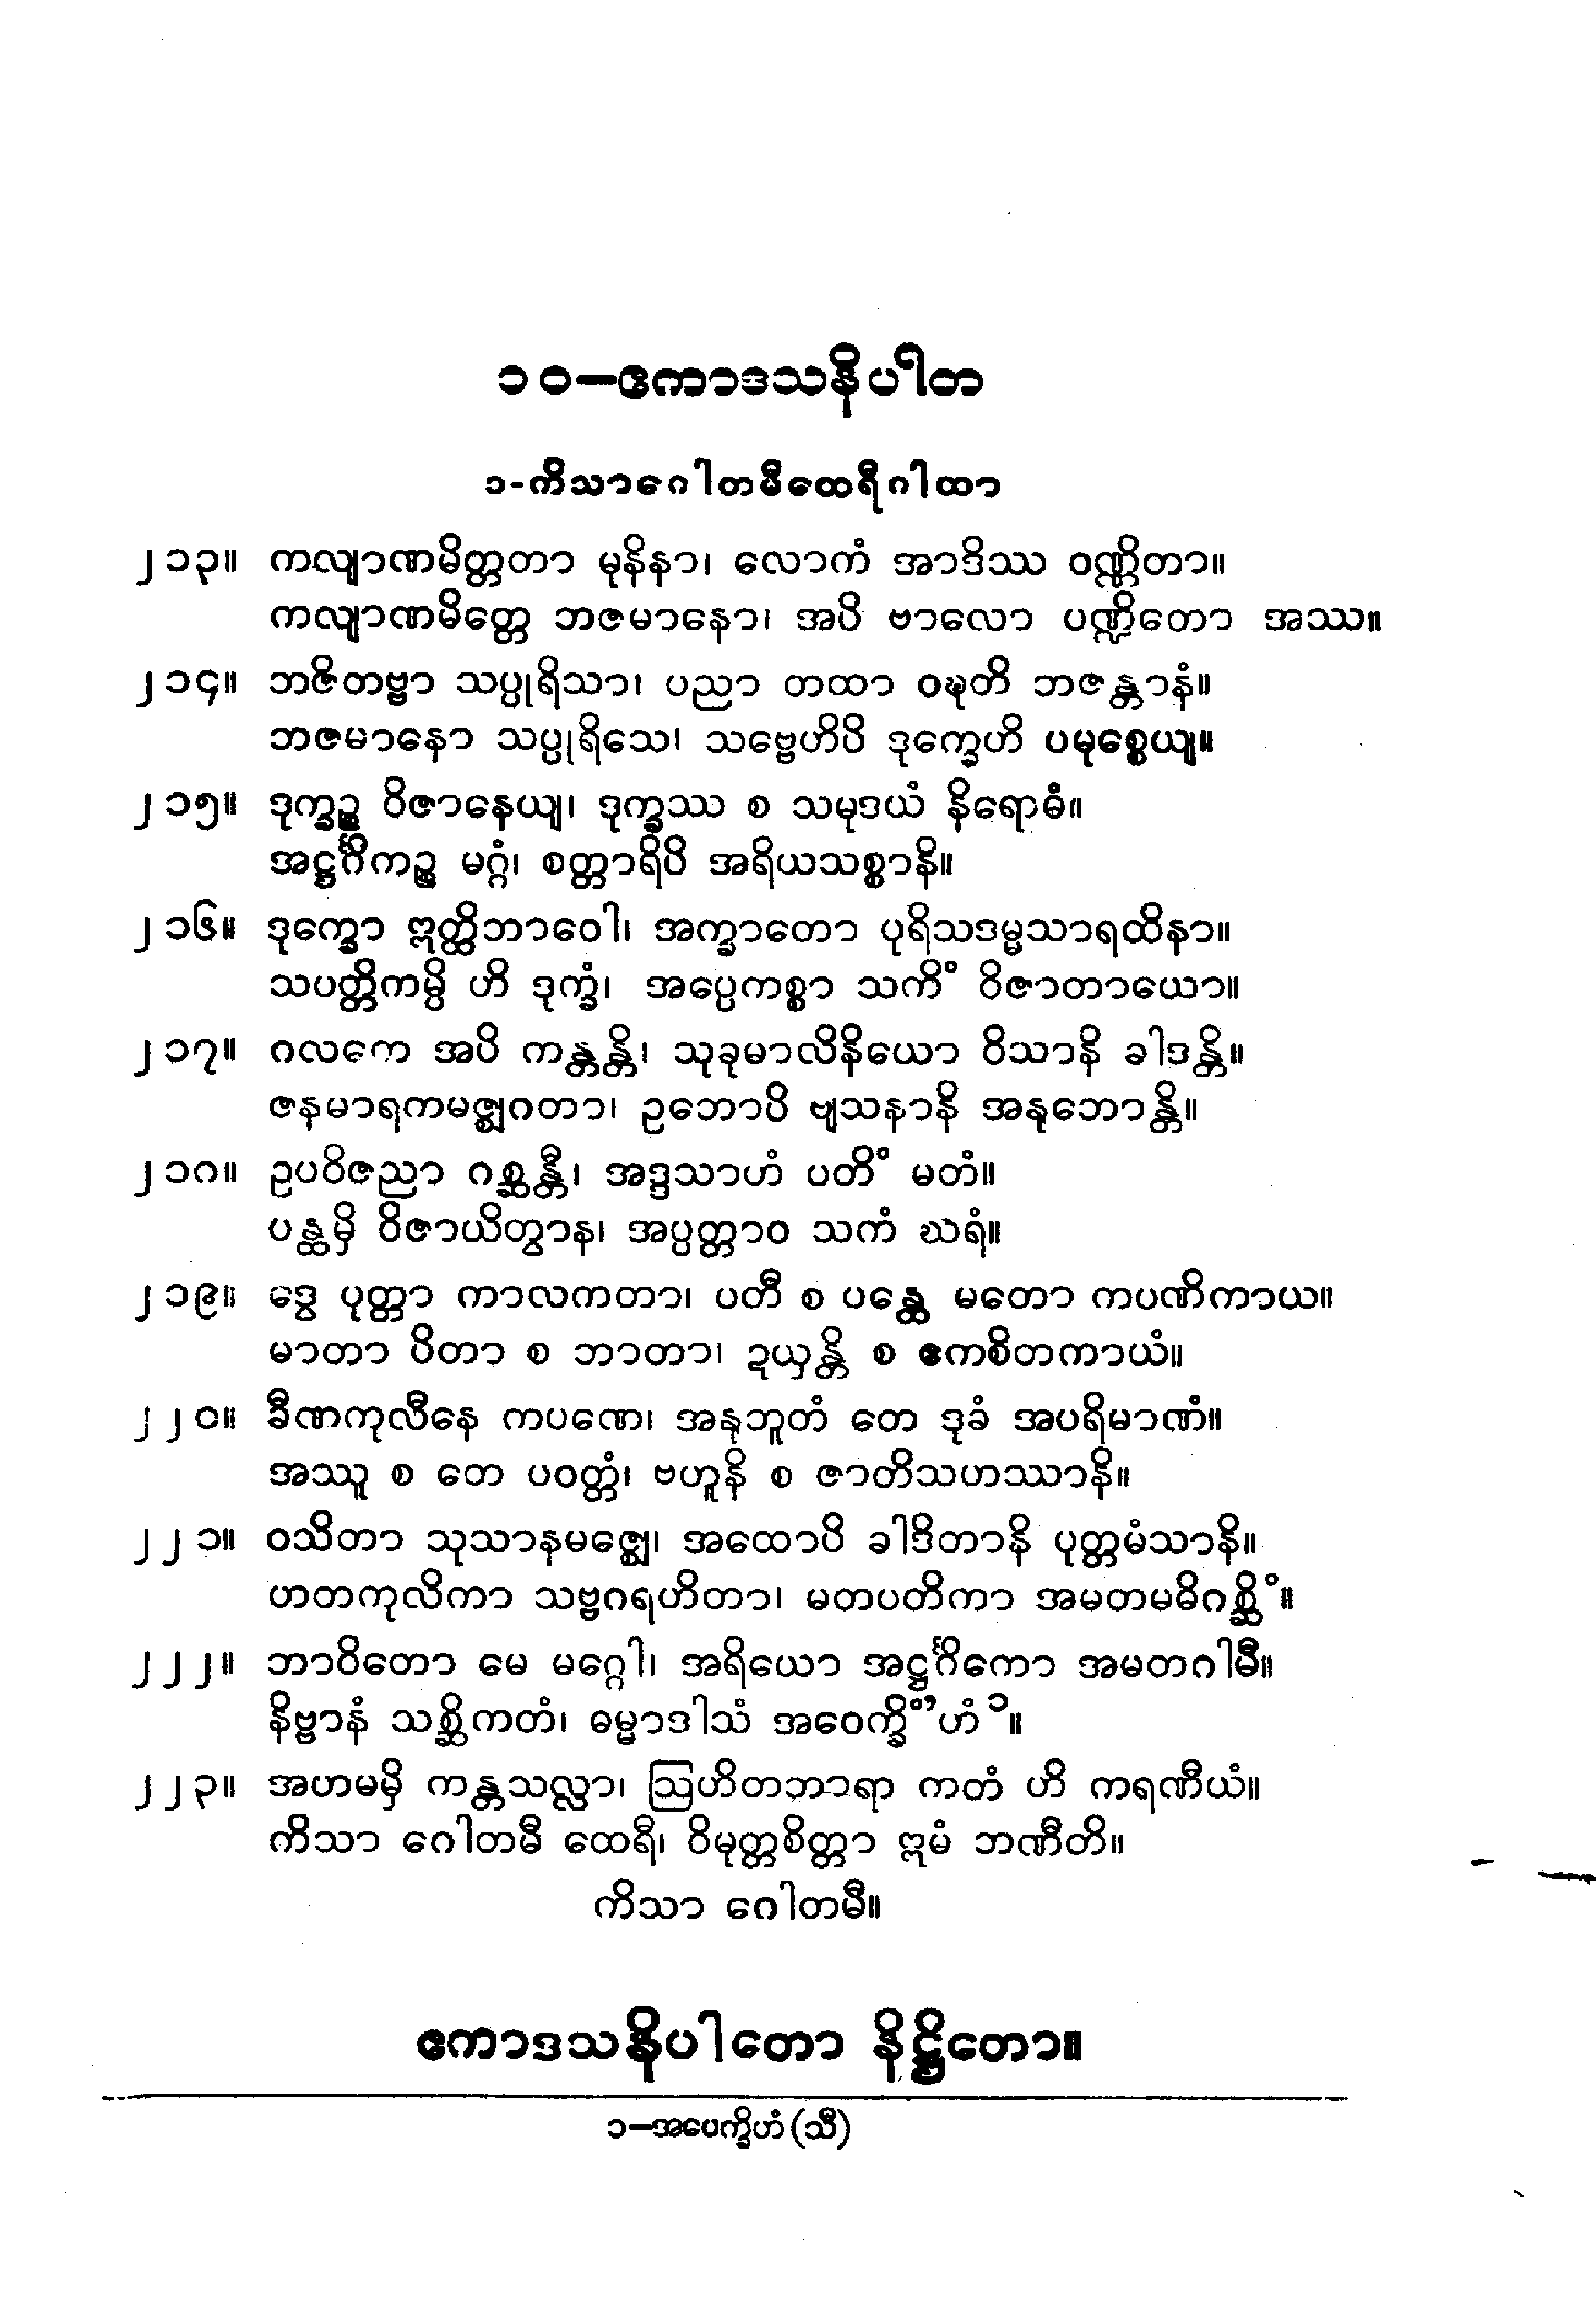 ၁၀–ဧကာဒသနိပါတ
၁-ကိသာဂေါတမီထေရီဂါထာ
၂၁၃။ ကလျာဏမိတ္တတာ မုနိနာ၊ လောကံ အာဒိဿ ဝဏ္ဏိတာ။
ကလျာဏမိတ္တေ ဘဇမာနော၊ အပိ ဗာလော ပဏ္ဍိတော အဿ။
၂၁၄။ ဘဇိတဗ္ဗာ သပ္ပုရိသာ၊ ပညာ တထာ ဝဍ္ဎတိ ဘဇန္တာနံ။
ဘဇမာနော သပ္ပုရိသေ၊ သဗ္ဗေဟိပိ ဒုက္ခေဟိ ပမုစ္စေယျ။
၂၁၅။ ဒုက္ခဉ္စ ဝိဇာနေယျ၊ ဒုက္ခဿ စ သမုဒယံ နိရောဓံ။
အဋ္ဌင်္ဂိကဉ္စ မဂ္ဂံ၊ စတ္တာရိပိ အရိယသစ္စာနိ။
၂၁၆။ ဒုက္ခော ဣတ္ထိဘာဝေါ၊ အက္ခာတော ပုရိသဒမ္မသာရထိနာ။
သပတ္တိကမ္ပိ ဟိ ဒုက္ခံ၊ အပ္ပေကစ္စာ သကိံ ဝိဇာတာယော။
၂၁၇။ ဂလကေ အပိ ကန္တန္တိ၊ သုခုမာလိနိယော ဝိသာနိ ခါဒန္တိ။
ဇနမာရကမဇ္ဈဂတာ၊ ဥဘောပိ ဗျသနာနိ အနုဘောန္တိ။
၂၁၈။ ဥပဝိဇညာ ဂစ္ဆန္တီ၊ အဒ္ဒသာဟံ ပတိံ မတံ။
ပန္ထမှိ ဝိဇာယိတွာန၊ အပ္ပတ္တာဝ သကံ ဃရံ။
၂၁၉။ ဒွေ ပုတ္တာ ကာလကတာ၊ ပတီ စ ပန္ထေ မတော ကပဏိကာယ။
မာတာ ပိတာ စ ဘာတာ၊ ဍယှန္တိ စ ဧကစိတကာယံ။
၂၂၀။ ခီဏကုလီနေ ကပဏေ၊ အနုဘူတံ တေ ဒုခံ အပရိမာဏံ။
အဿူ စ တေ ပဝတ္တံ၊ ဗဟူနိ စ ဇာတိသဟဿာနိ။
၂၂၁။ ဝသိတာ သုသာနမဇ္ဈေ၊ အထောပိ ခါဒိတာနိ ပုတ္တမံသာနိ။
ဟတကုလိကာ သဗ္ဗဂရဟိတာ၊ မတပတိကာ အမတမဓိဂစ္ဆိံ။
၂၂၂။ ဘာဝိတော မေ မဂ္ဂေါ၊ အရိယော အဋ္ဌင်္ဂိကော အမတဂါမီ။
နိဗ္ဗာနံ သစ္ဆိကတံ၊ ဓမ္မာဒါသံ အဝေက္ခိံ’ဟံ၁။
၂၂၃။ အဟမမှိ ကန္တသလ္လာ၊ ဩဟိတဘာရာ ကတံ ဟိ ကရဏီယံ။
ကိသာ ဂေါတမီ ထေရီ၊ ဝိမုတ္တစိတ္တာ ဣမံ ဘဏီတိ။
ကိသာ ဂေါတမီ။
ဧကာဒသနိပါတော နိဋ္ဌိတော။
၁–အပေက္ခိဟံ (သီ)